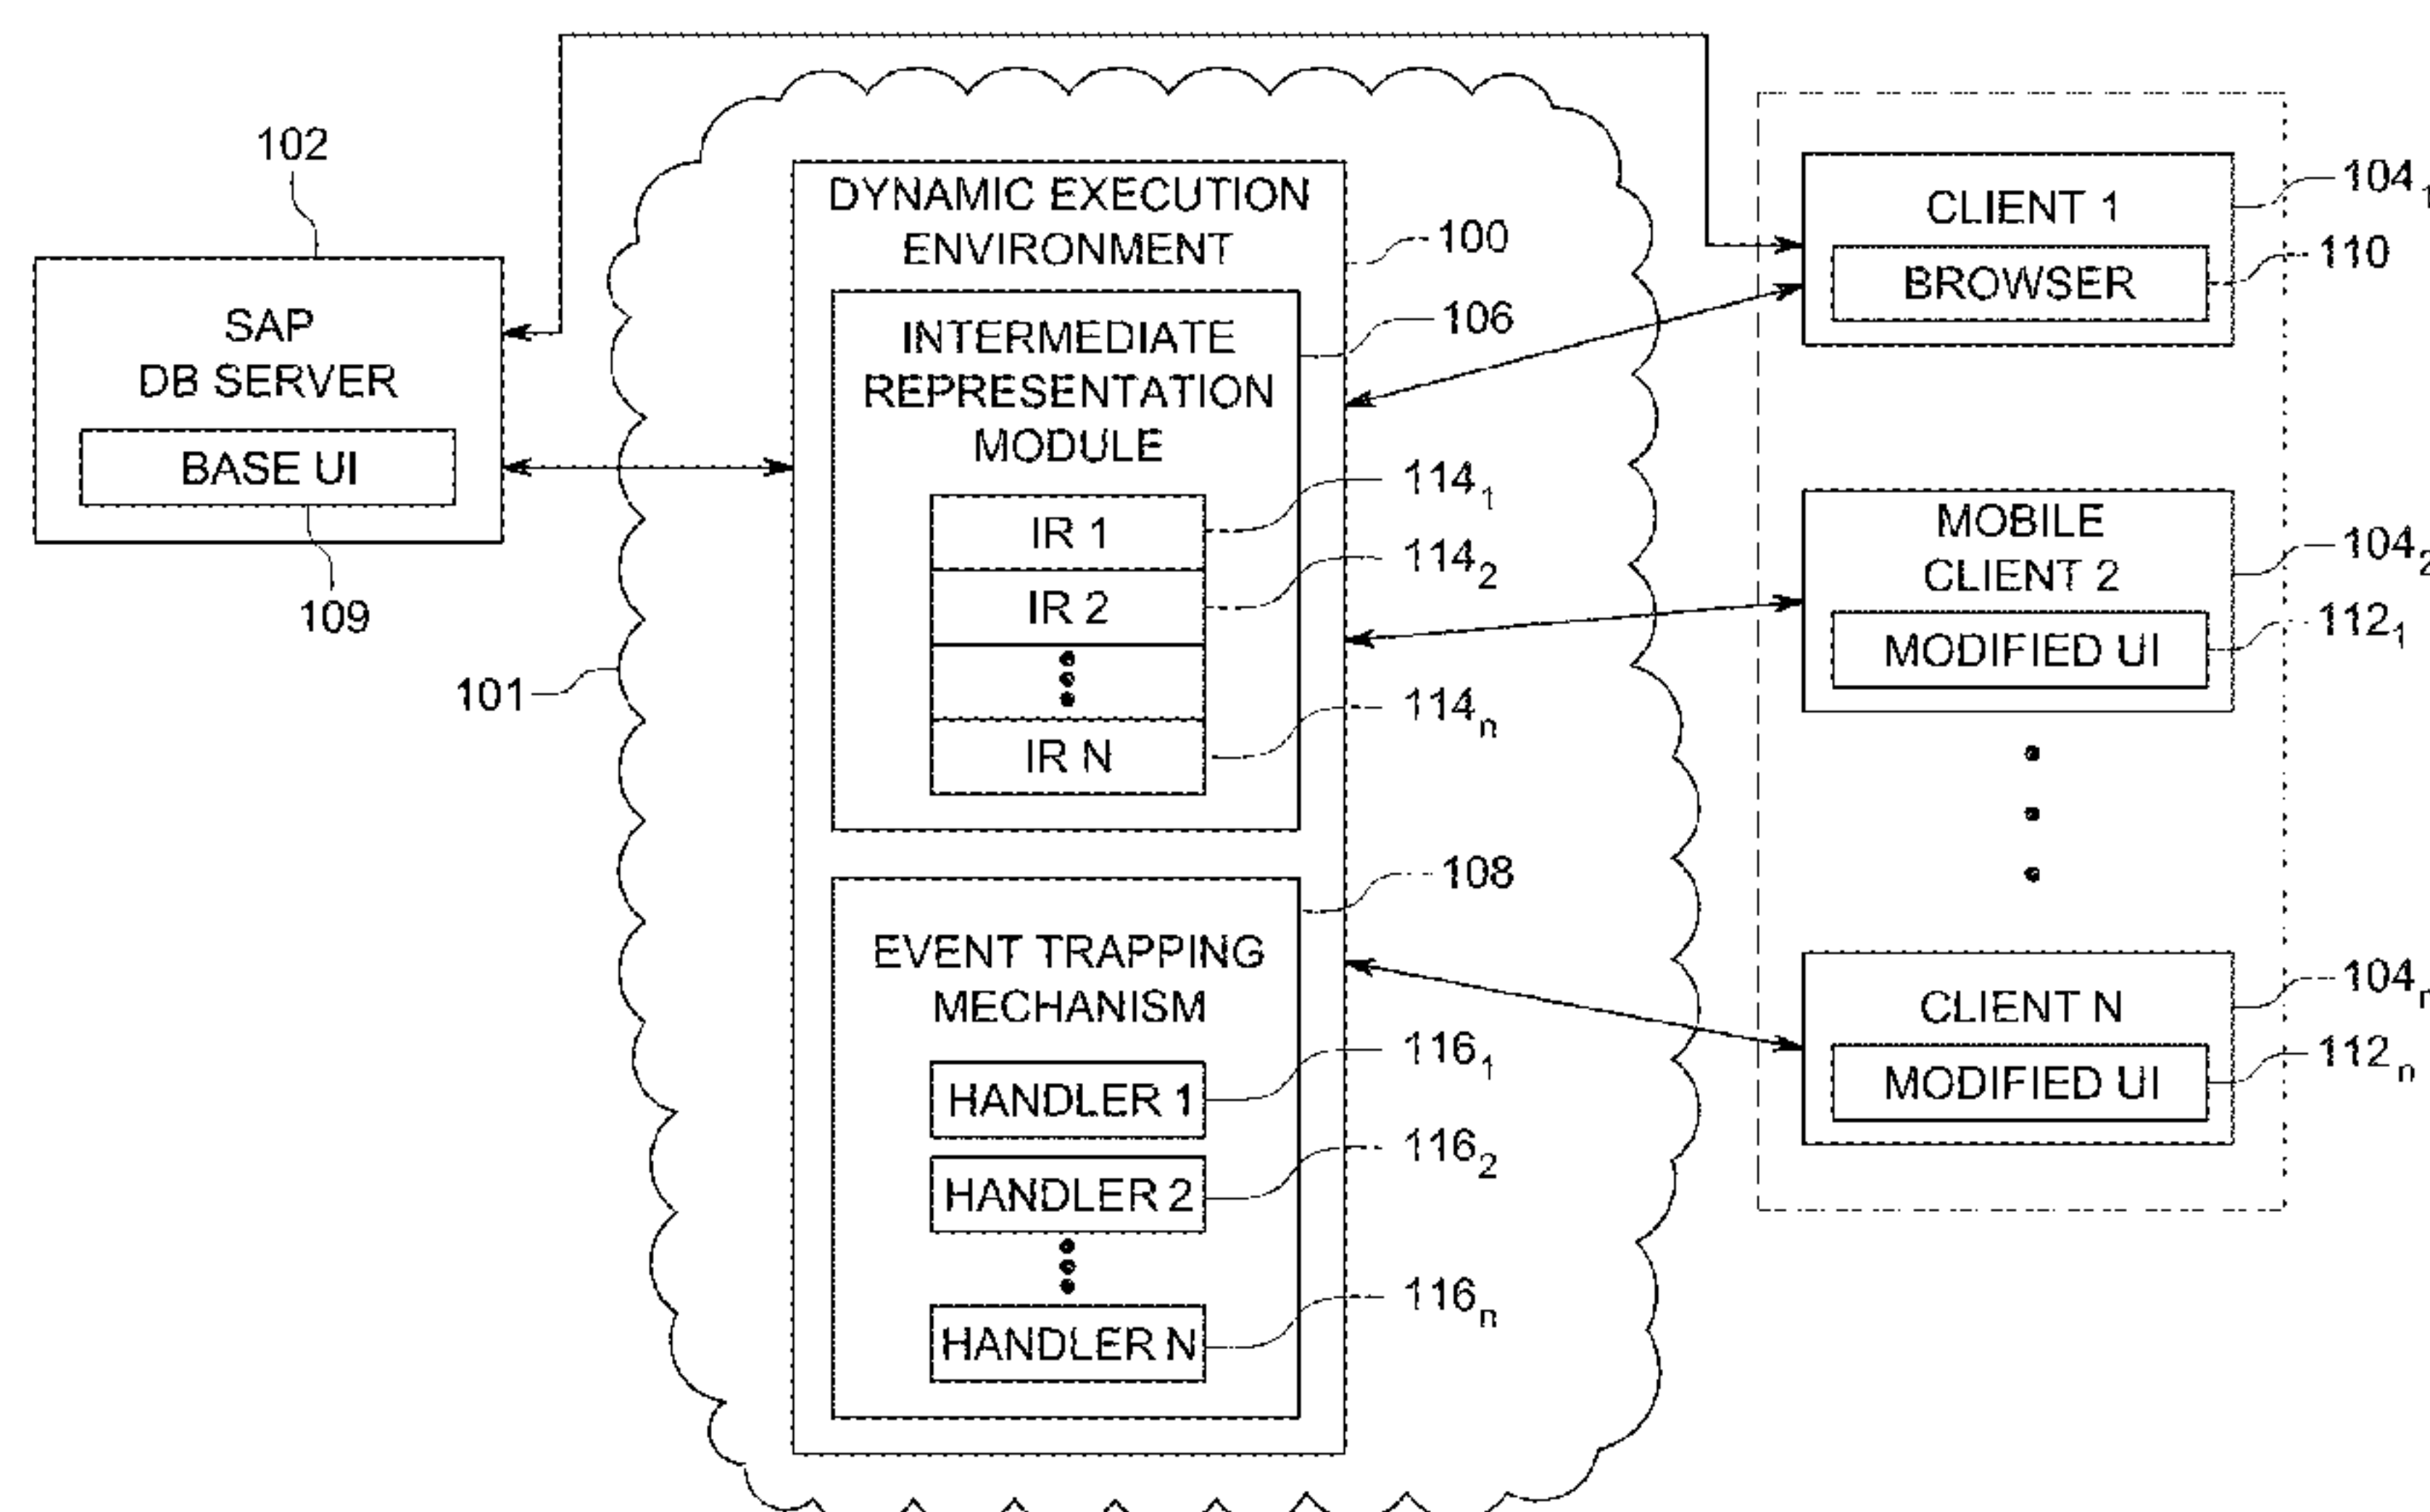 102
SAP
DB SERVER
BASE UI
109
101
DYNAMIC EXECUTION
ENVIRONMENT
100
INTERMEDIATE
REPRESENTATION
MODULE
106
IR 1
114₁
IR 2
114₂
IR N
114ₙ
EVENT TRAPPING
MECHANISM
108
HANDLER 1
116₁
HANDLER 2
116₂
HANDLER N
116ₙ
CLIENT 1
104₁
BROWSER
110
MOBILE
CLIENT 2
104₂
MODIFIED UI
112₁
CLIENT N
104ₙ
MODIFIED UI
112ₙ